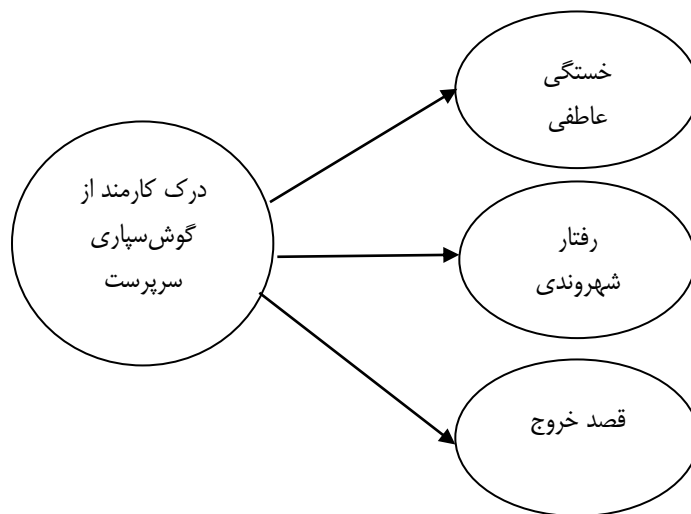 درک کارمند از
گوش‌سپاری
سرپرست
خستگی
عاطفی
رفتار
شهروندی
قصد خروج